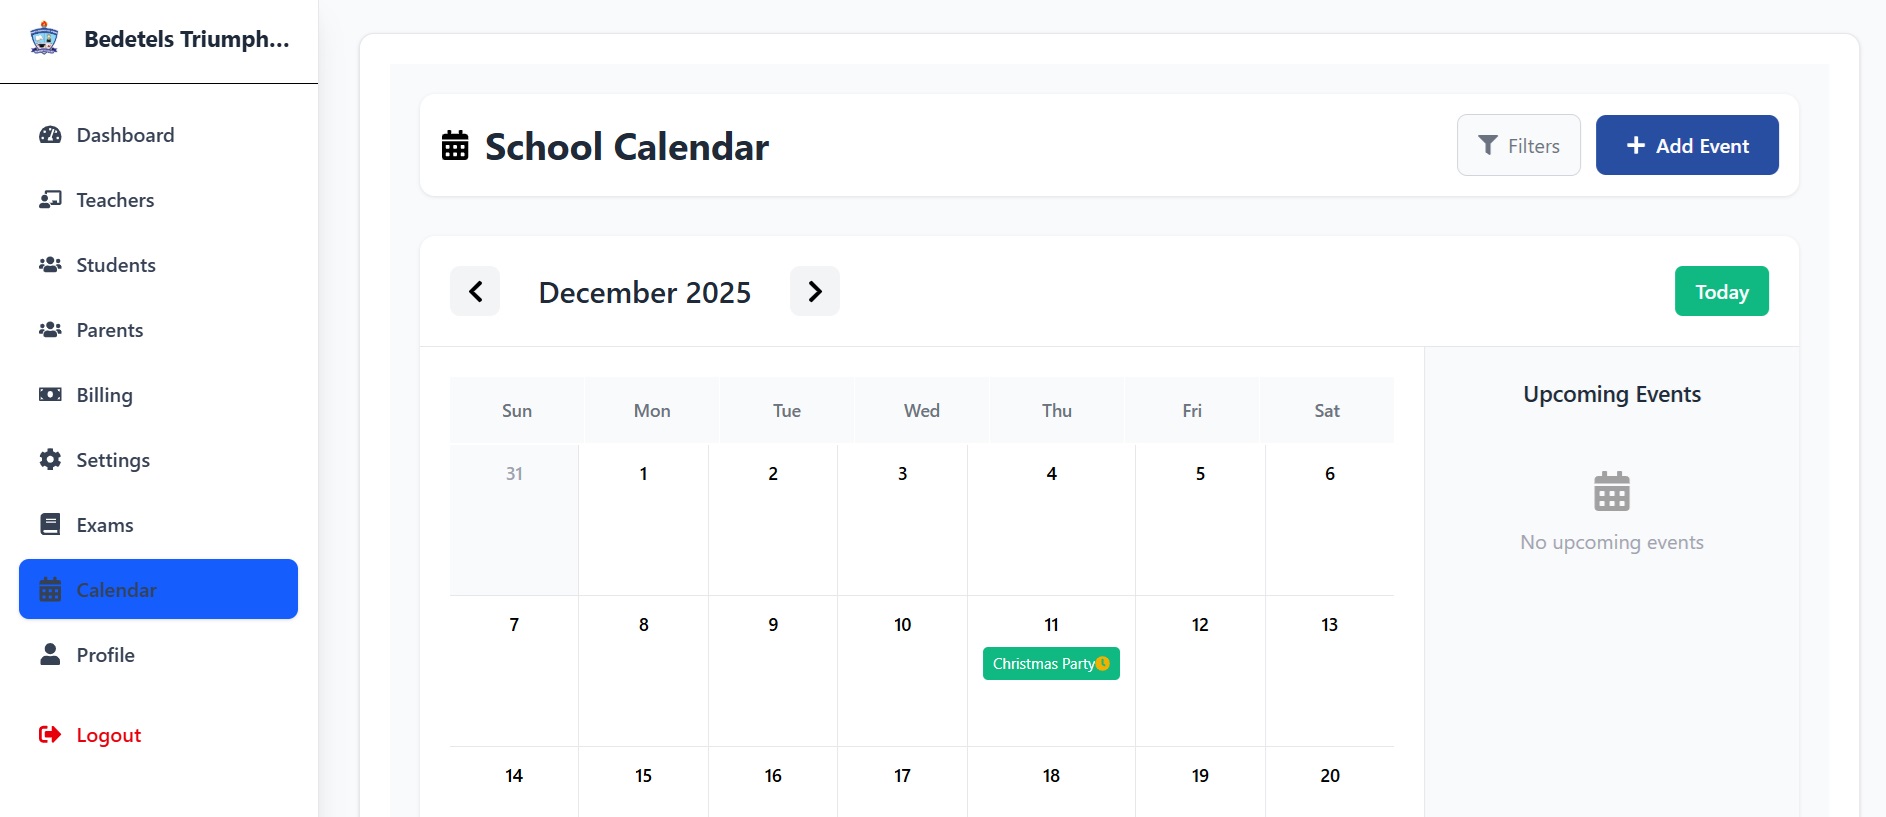 Bedetels Triumph...
Dashboard
Teachers
Students
Parents
Billing
Settings
Exams
Calendar
Profile
Logout
School Calendar
Filters
Add Event
December 2025
Today
Sun Mon Tue Wed Thu Fri Sat
31 1 2 3 4 5 6
7 8 9 10 11 12 13
Christmas Party
14 15 16 17 18 19 20
Upcoming Events
No upcoming events